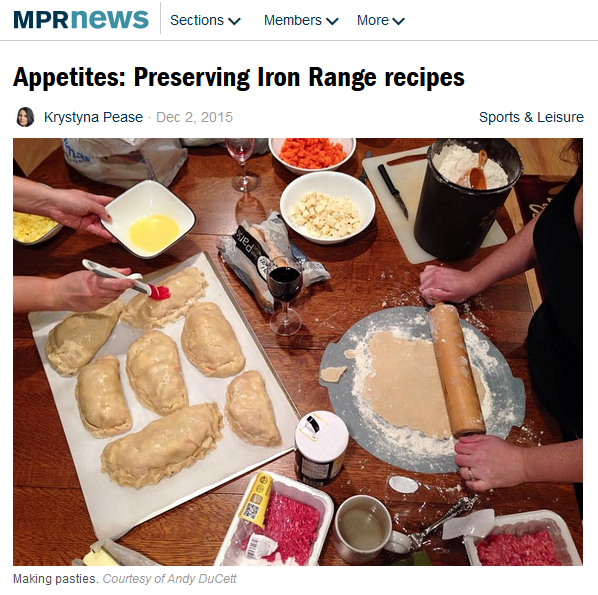 MPRnews Sections Members More
Appetites: Preserving Iron Range recipes
Krystyna Pease · Dec 2, 2015 Sports & Leisure
Making pasties. Courtesy of Andy DuCett